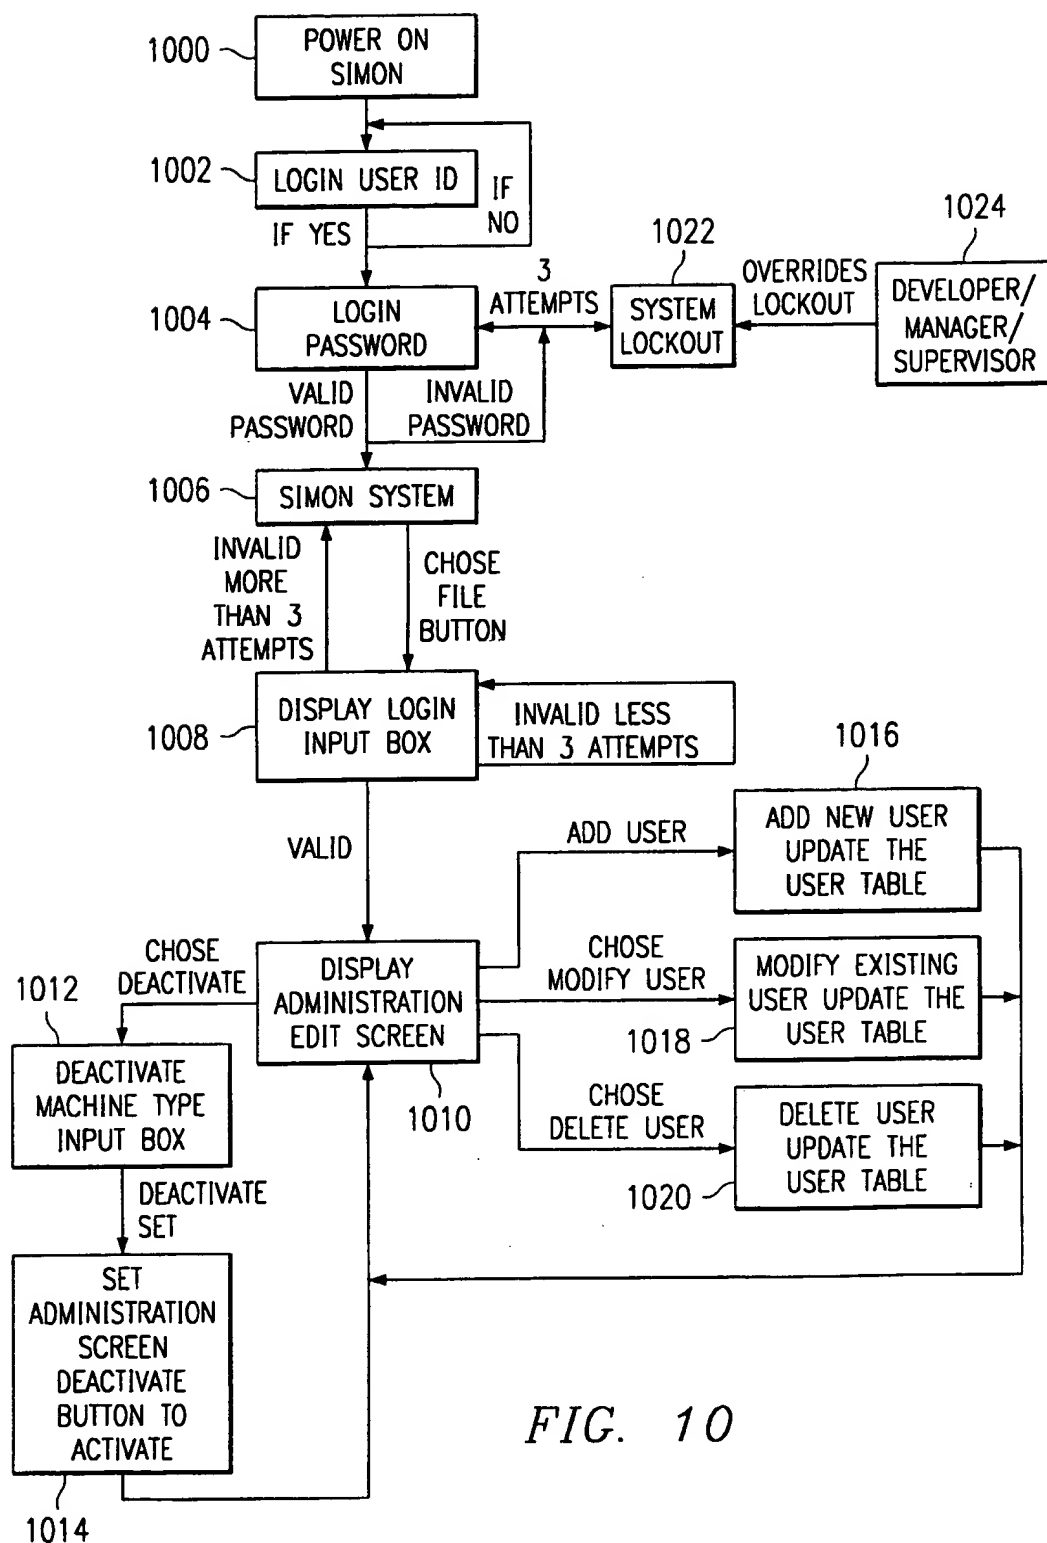 1000
POWER ON
SIMON
1002
LOGIN USER ID
IF
NO
IF YES
1004
LOGIN
PASSWORD
3
ATTEMPTS
1022
SYSTEM
LOCKOUT
OVERRIDES
LOCKOUT
1024
DEVELOPER/
MANAGER/
SUPERVISOR
VALID
PASSWORD
INVALID
PASSWORD
1006
SIMON SYSTEM
INVALID
MORE
THAN 3
ATTEMPTS
CHOSE
FILE
BUTTON
1008
DISPLAY LOGIN
INPUT BOX
INVALID LESS
THAN 3 ATTEMPTS
VALID
ADD USER
1016
ADD NEW USER
UPDATE THE
USER TABLE
CHOSE
DEACTIVATE
DISPLAY
ADMINISTRATION
EDIT SCREEN
1010
CHOSE
MODIFY USER
MODIFY EXISTING
USER UPDATE THE
USER TABLE
1018
1012
DEACTIVATE
MACHINE TYPE
INPUT BOX
CHOSE
DELETE USER
DELETE USER
UPDATE THE
USER TABLE
1020
DEACTIVATE
SET
SET
ADMINISTRATION
SCREEN
DEACTIVATE
BUTTON TO
ACTIVATE
1014
FIG. 10